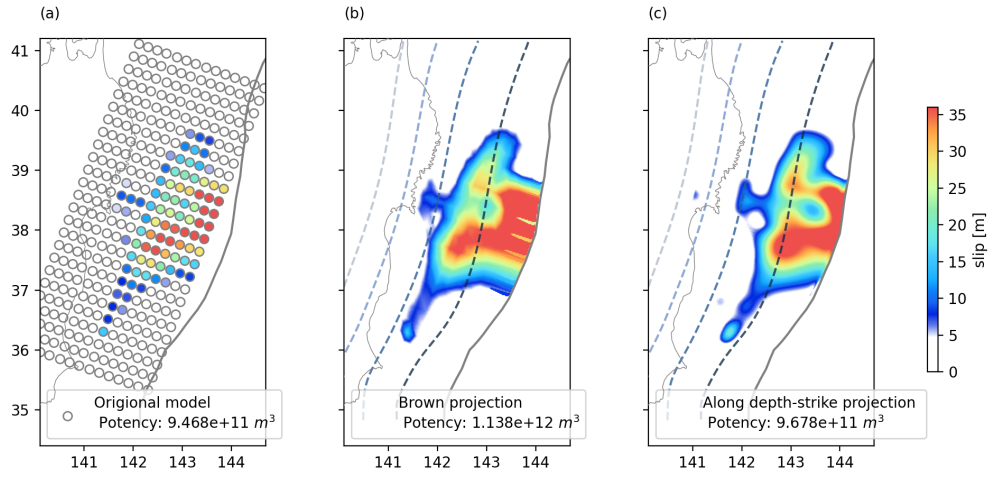 (a)
(b)
(c)
41
40
39
38
37
36
35
141 142 143 144
141 142 143 144
141 142 143 144
Origional model
Potency: 9.468e+11 m³
Brown projection
Potency: 1.138e+12 m³
Along depth-strike projection
Potency: 9.678e+11 m³
35
30
25
20
15
10
5
0
slip [m]